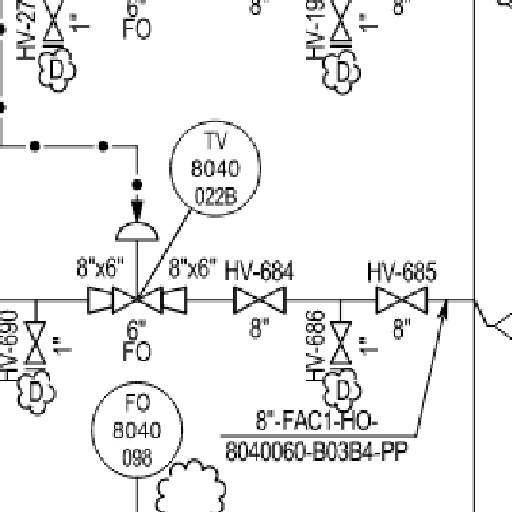 6"
8"
8"
HV-27
1"
FO
HV-19
1"
D
D
TV
8040
022B
8"x6"
8"x6"
HV-684
HV-685
HV-690
1"
6"
FO
8"
HV-686
1"
8"
D
D
FO
8040
098
8"-FAC1-HO-
8040060-B03B4-PP